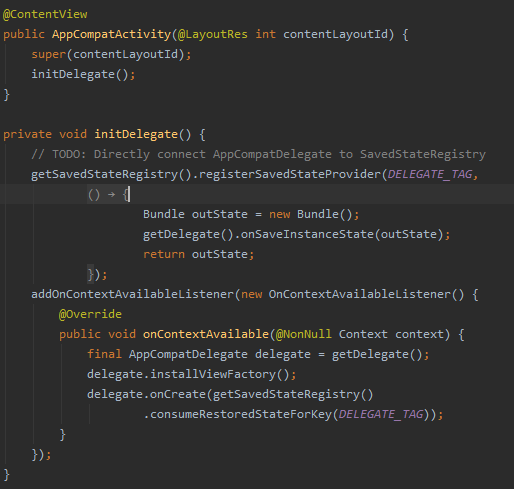 @ContentView
public AppCompatActivity(@LayoutRes int contentLayoutId) {
    super(contentLayoutId);
    initDelegate();
}

private void initDelegate() {
    // TODO: Directly connect AppCompatDelegate to SavedStateRegistry
    getSavedStateRegistry().registerSavedStateProvider(DELEGATE_TAG,
            () → {
                    Bundle outState = new Bundle();
                    getDelegate().onSaveInstanceState(outState);
                    return outState;
            });
    addOnContextAvailableListener(new OnContextAvailableListener() {
        @Override
        public void onContextAvailable(@NonNull Context context) {
            final AppCompatDelegate delegate = getDelegate();
            delegate.installViewFactory();
            delegate.onCreate(getSavedStateRegistry()
                    .consumeRestoredStateForKey(DELEGATE_TAG));
        }
    });
}